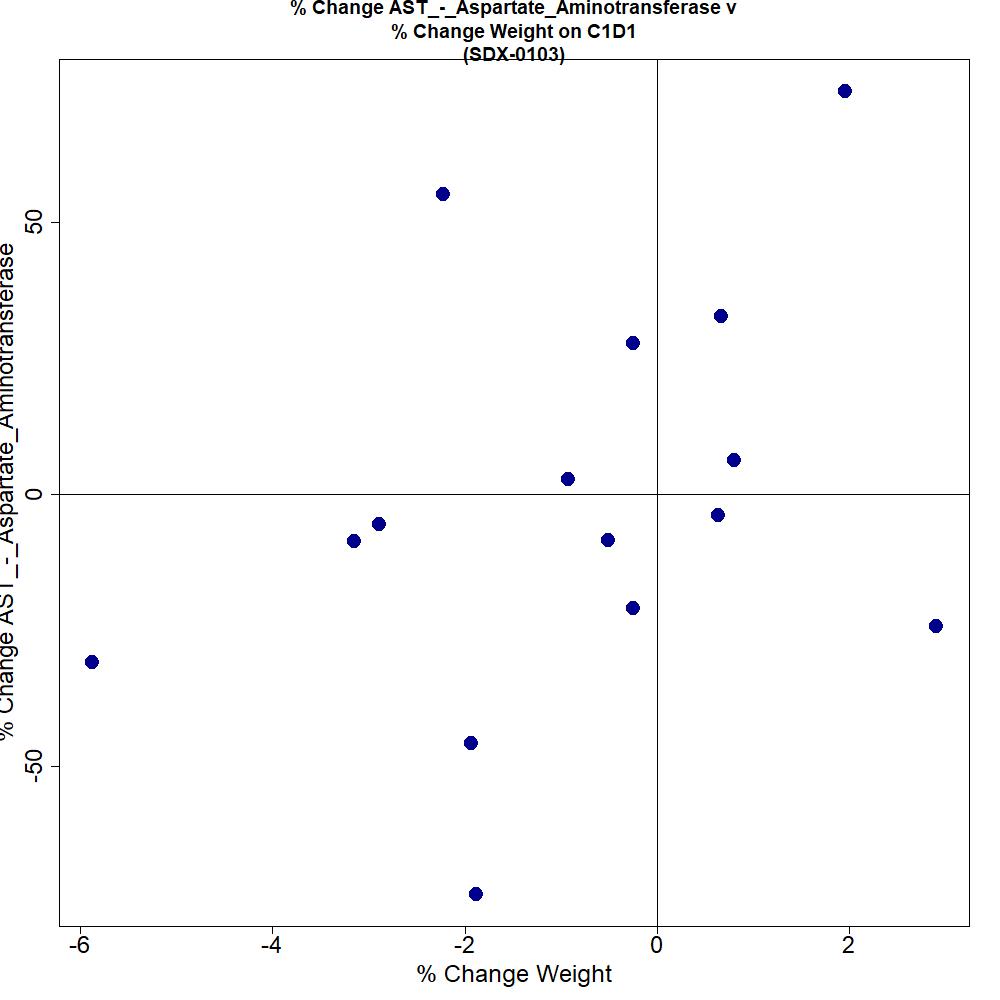 % Change AST_-_Aspartate_Aminotransferase v
% Change Weight on C1D1
(SDX-0103)
% Change AST_-_Aspartate_Aminotransferase
50
0
-50
-6
-4
-2
0
2
% Change Weight